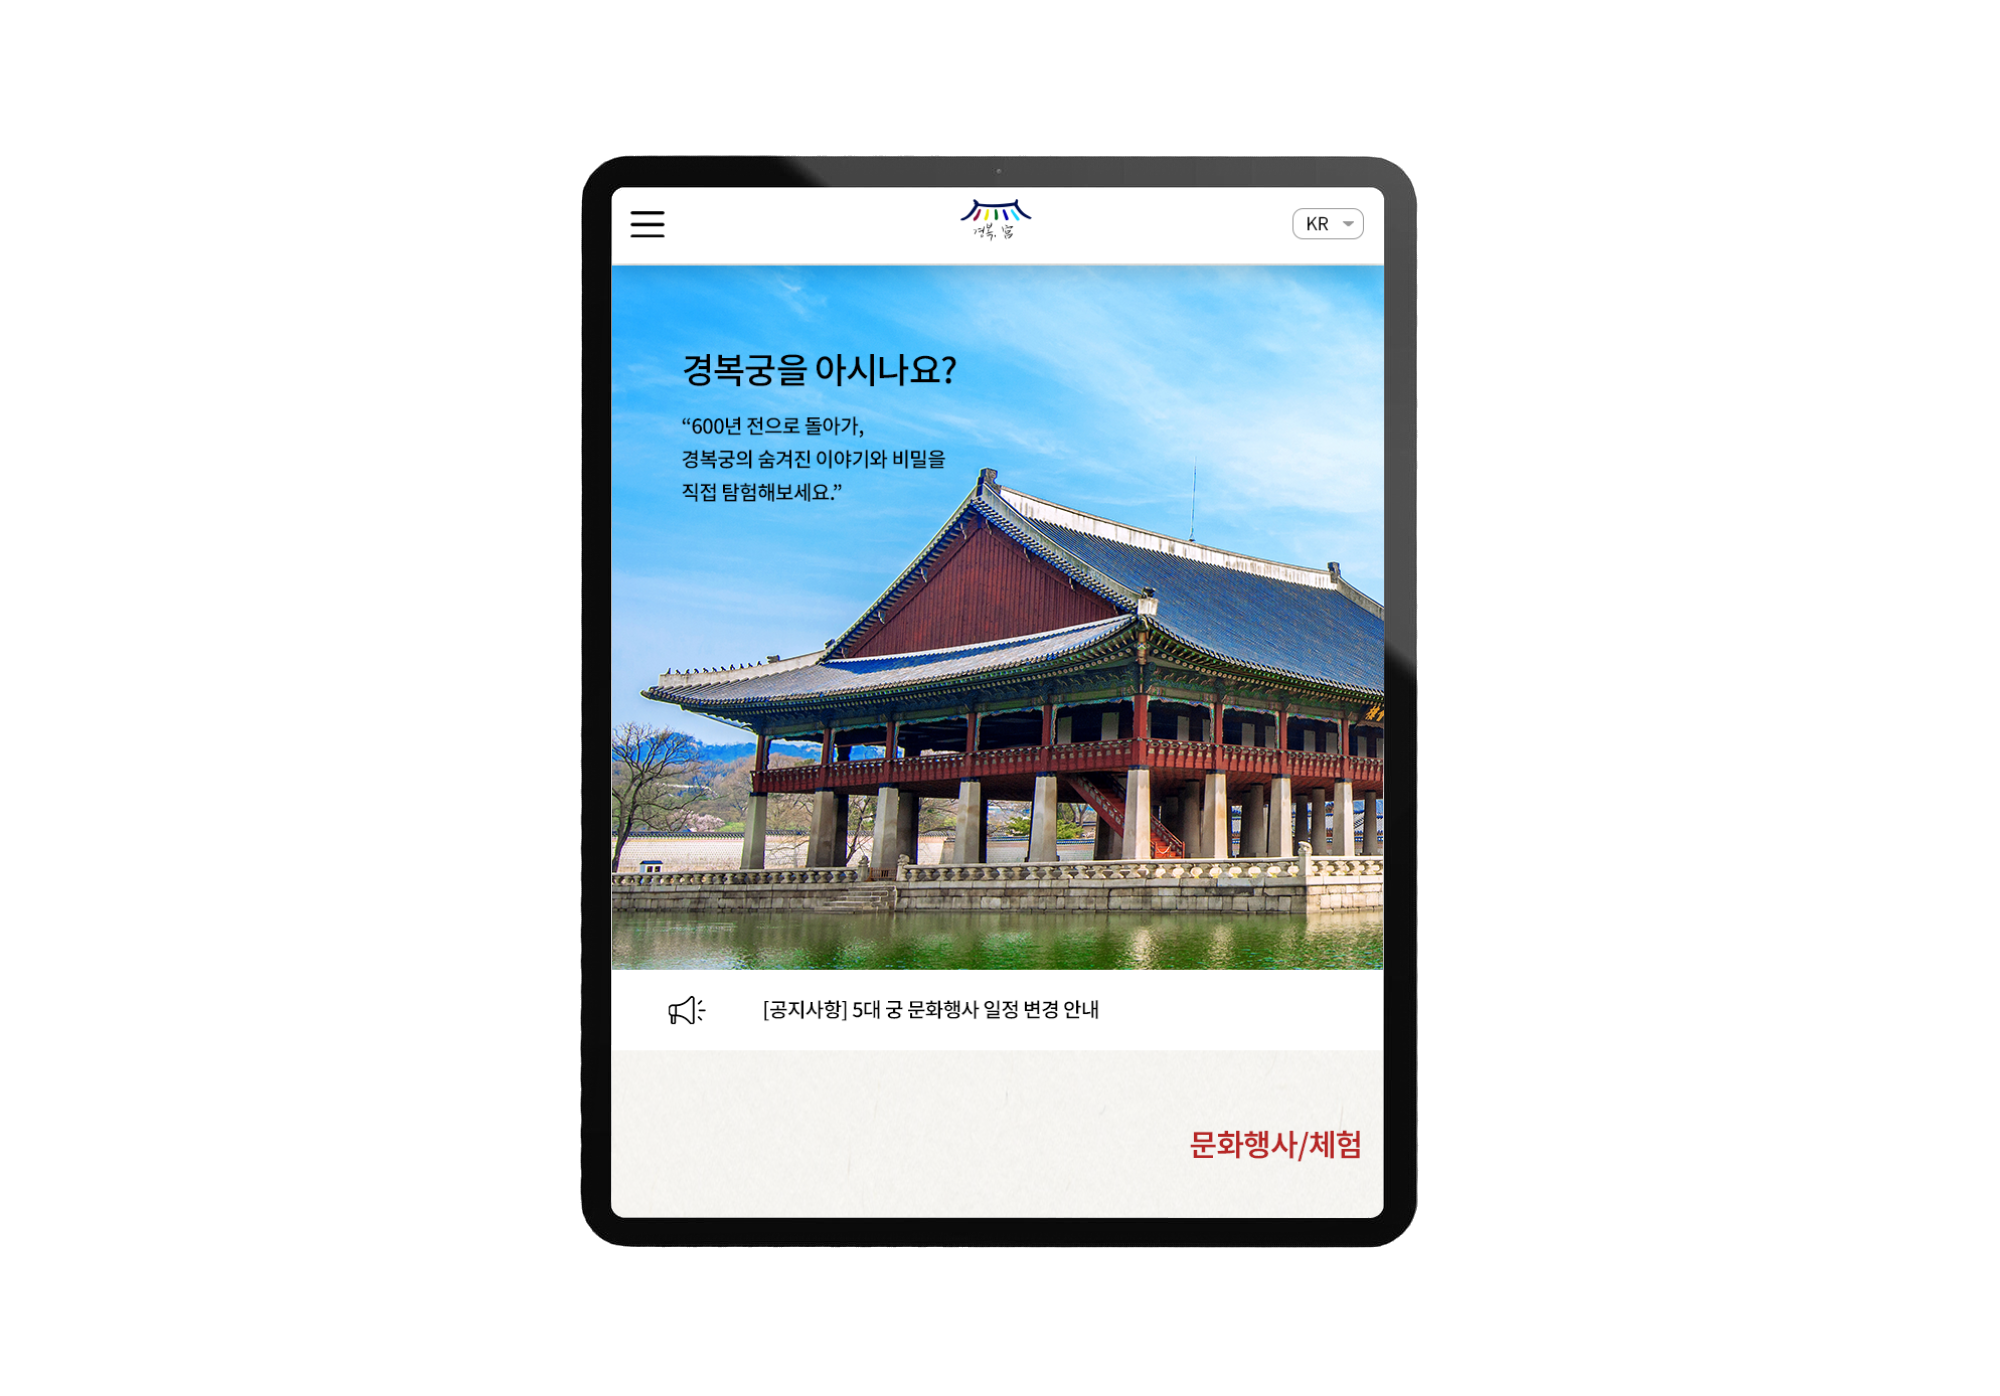 경복궁
KR
경복궁을 아시나요?
“600년 전으로 돌아가,
경복궁의 숨겨진 이야기와 비밀을
직접 탐험해보세요.”
[공지사항] 5대 궁 문화행사 일정 변경 안내
문화행사/체험